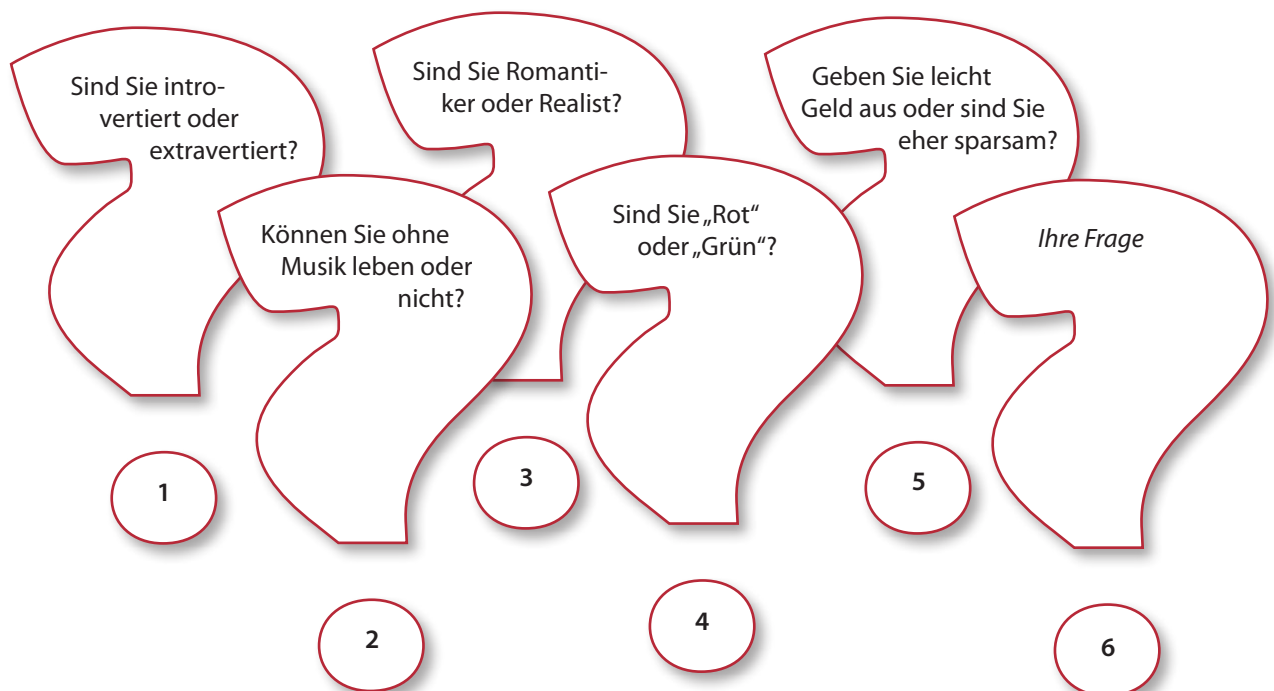 Sind Sie intro-
vertiert oder
extravertiert?
1
Können Sie ohne
Musik leben oder
nicht?
2
Sind Sie Romanti-
ker oder Realist?
3
Sind Sie „Rot“
oder „Grün“?
4
Geben Sie leicht
Geld aus oder sind Sie
eher sparsam?
5
Ihre Frage
6